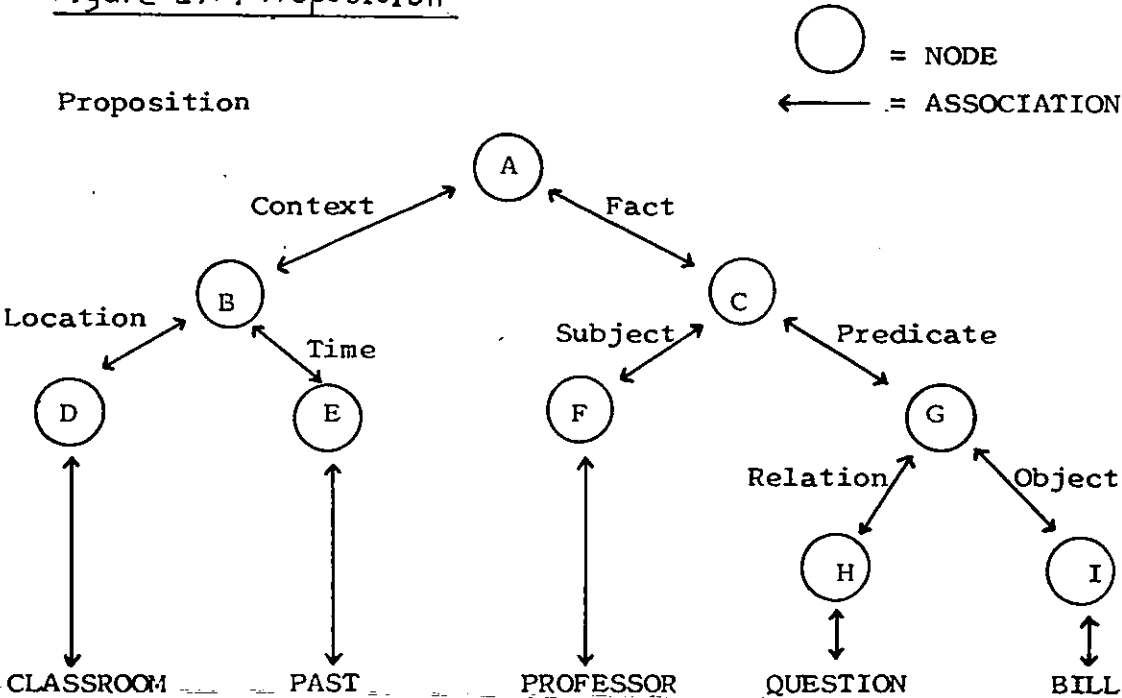 Proposition
= NODE
= ASSOCIATION
A
Context
Fact
B
C
Location
Time
Subject
Predicate
D
E
F
G
Relation
Object
H
I
CLASSROOM PAST PROFESSOR QUESTION BILL